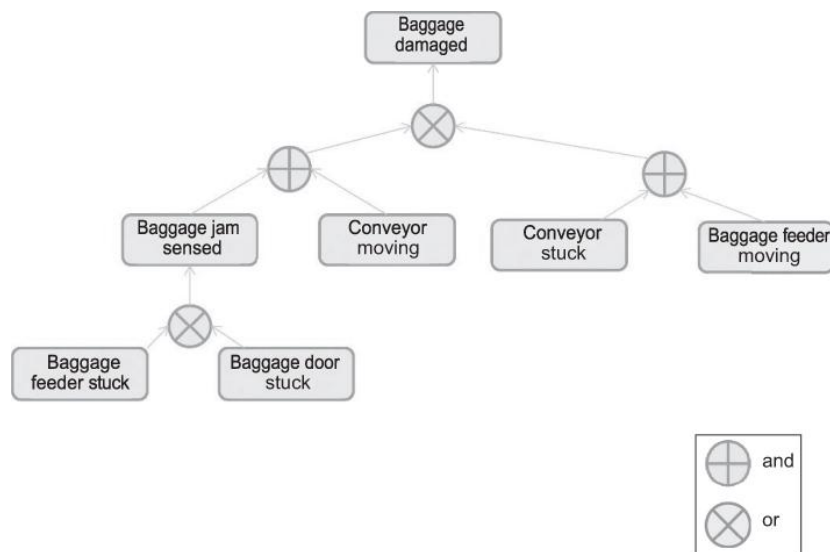 Baggage
damaged
Baggage jam
sensed
Conveyor
moving
Conveyor
stuck
Baggage feeder
moving
Baggage
feeder stuck
Baggage door
stuck
and
or